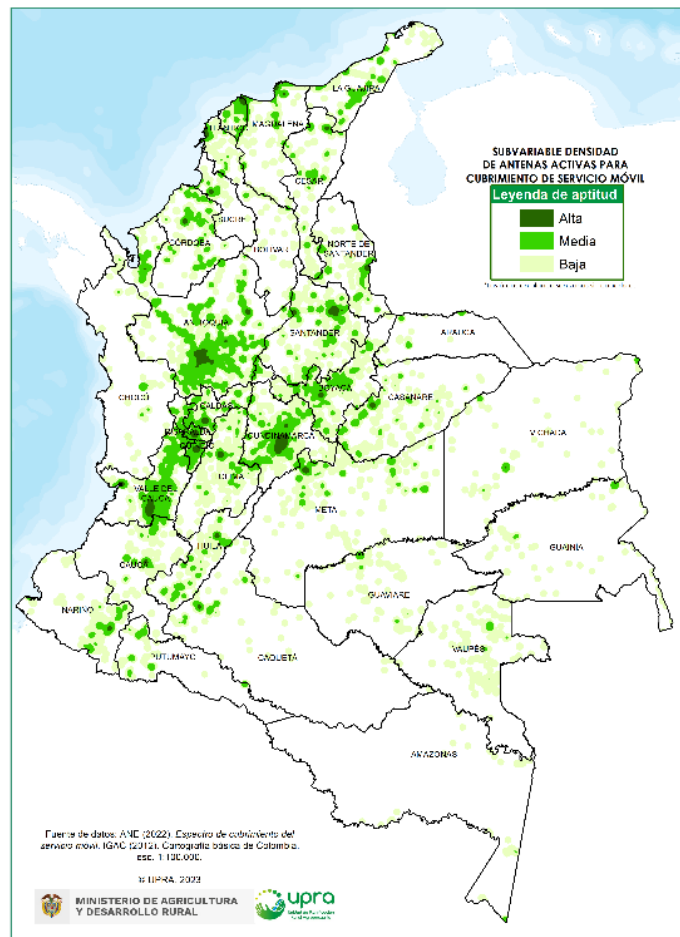 SUBVARIABLE DENSIDAD
DE ANTENAS ACTIVAS PARA
CUBRIMIENTO DE SERVICIO MÓVIL
Leyenda de aptitud
Alta
Media
Baja
LA GUAJIRA
MAGDALENA
CESAR
SUCRE
CÓRDOBA
BOLIVAR
NORTE DE
SANTANDER
ANTIOQUIA
SANTANDER
ARAUCA
CHOCÓ
BOYACÁ
CASANARE
CALDAS
CUNDINAMARCA
VICHADA
VALLE DEL
CAUCA
META
HUILA
GUAINÍA
CAUCA
GUAVIARE
NARIÑO
VAUPÉS
PUTUMAYO
CAQUETÁ
AMAZONAS
Fuente de datos: ANE (2022). Espectro de cubrimiento del
servicio móvil. IGAC (2012). Cartografía básica de Colombia,
esc. 1:100.000.
© UPRA, 2023
MINISTERIO DE AGRICULTURA
Y DESARROLLO RURAL
upra